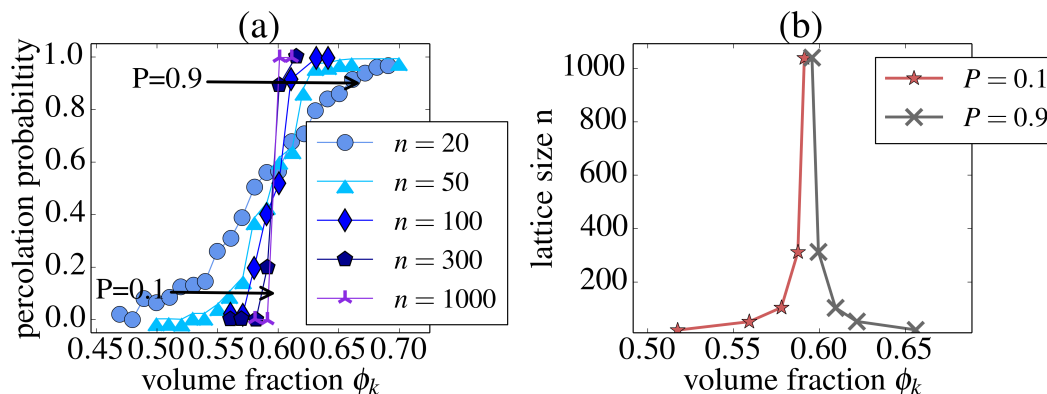 (a)
percolation probabiltity
1.0
0.8
0.6
0.4
0.2
0.0
P=0.9
P=0.1
n = 20
n = 50
n = 100
n = 300
n = 1000
0.45 0.50 0.55 0.60 0.65 0.70
volume fraction ϕk
(b)
lattice size n
1000
800
600
400
200
P = 0.1
P = 0.9
0.50 0.55 0.60 0.65
volume fraction ϕk